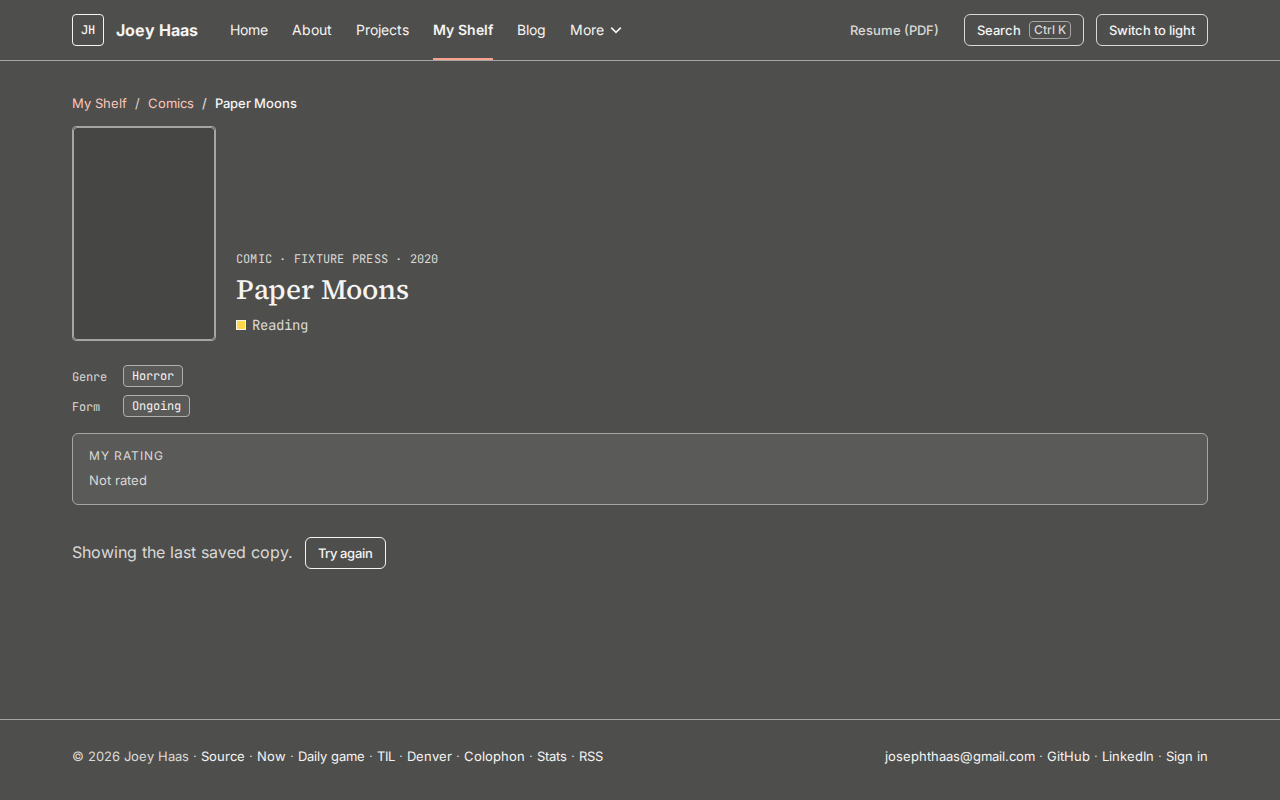 JH Joey Haas Home About Projects My Shelf Blog More Resume (PDF) Search Ctrl K Switch to light
My Shelf / Comics / Paper Moons
COMIC · FIXTURE PRESS · 2020
Paper Moons
Reading
Genre Horror
Form Ongoing
MY RATING
Not rated
Showing the last saved copy. Try again
© 2026 Joey Haas · Source · Now · Daily game · TIL · Denver · Colophon · Stats · RSS josephthaas@gmail.com · GitHub · LinkedIn · Sign in